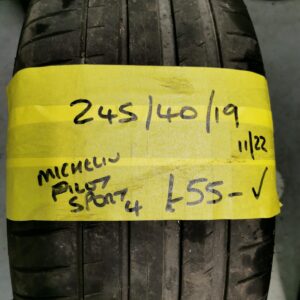 245/40/19
11/22
MICHELIN
PILOT
SPORT 4
£55-✓